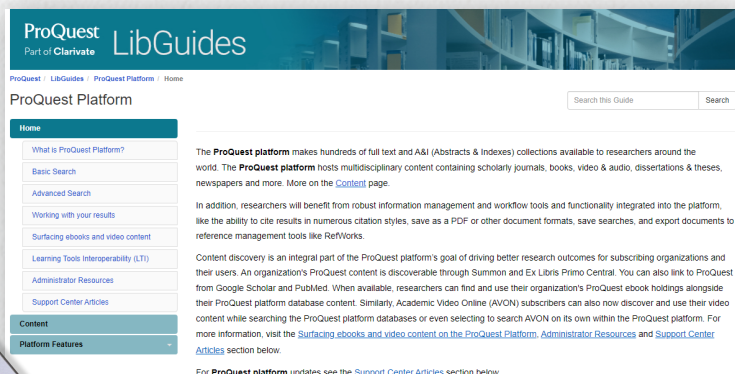 ProQuest
Part of Clarivate
LibGuides
ProQuest / LibGuides / ProQuest Platform / Home
ProQuest Platform
Search this Guide
Search
Home
What is ProQuest Platform?
Basic Search
Advanced Search
Working with your results
Surfacing ebooks and video content
Learning Tools Interoperability (LTI)
Administrator Resources
Support Center Articles
Content
Platform Features
The ProQuest platform makes hundreds of full text and A&I (Abstracts & Indexes) collections available to researchers around the
world. The ProQuest platform hosts multidisciplinary content containing scholarly journals, books, video & audio, dissertations & theses,
newspapers and more. More on the Content page.
In addition, researchers will benefit from robust information management and workflow tools and functionality integrated into the platform,
like the ability to cite results in numerous citation styles, save as a PDF or other document formats, save searches, and export documents to
reference management tools like RefWorks.
Content discovery is an integral part of the ProQuest platform's goal of driving better research outcomes for subscribing organizations and
their users. An organization's ProQuest content is discoverable through Summon and Ex Libris Primo Central. You can also link to ProQuest
from Google Scholar and PubMed. When available, researchers can find and use their organization's ProQuest ebook holdings alongside
their ProQuest platform database content. Similarly, Academic Video Online (AVON) subscribers can also now discover and use their video
content while searching the ProQuest platform databases or even selecting to search AVON on its own within the ProQuest platform. For
more information, visit the Surfacing ebooks and video content on the ProQuest Platform, Administrator Resources and Support Center
Articles section below.
For ProQuest platform updates see the Support Center Articles section below.